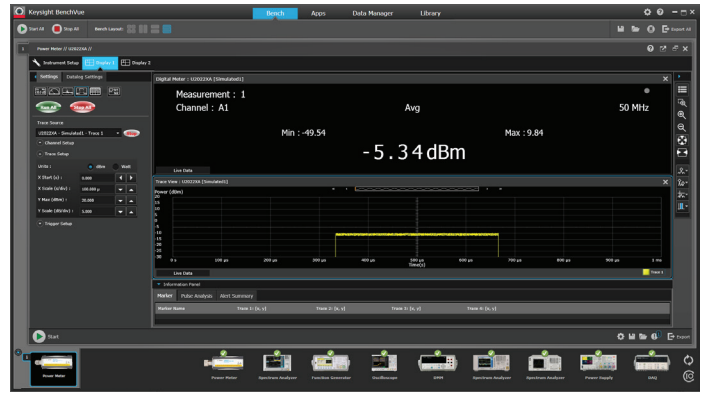 Keysight BenchVue
Bench
Apps
Data Manager
Library
Start All
Stop All
Bench Layout:
Export All
1
Power Meter // U2022XA //
Instrument Setup
Display 1
Display 2
Settings
Datalog Settings
Digital Meter : U2022XA [Simulated1]
Measurement : 1
Channel : A1
Avg
50 MHz
Min : -49.54
Max : 9.84
-5.34 dBm
Live Data
Run All
Stop All
Trace Source
U2022XA - Simulated1 - Trace 1
Stop
Channel Setup
Trace Setup
Units :
dBm
Watt
X Start (s) :
0.000
X Scale (s/div) :
100.000 µ
Y Max (dBm) :
20.000
Y Scale (dB/div) :
5.000
Trigger Setup
Trace View : U2022XA [Simulated1]
Power (dBm)
20
15
10
5
0
-5
-10
-15
-20
-25
-30
0 s
100 µs
200 µs
300 µs
400 µs
500 µs
600 µs
700 µs
800 µs
900 µs
1 ms
Time(s)
Live Data
Trace 1
Information Panel
Marker
Pulse Analysis
Alert Summary
Marker Name
Trace 1: [x, y]
Trace 2: [x, y]
Trace 3: [x, y]
Trace 4: [x, y]
Start
Export
1
Power Meter
Power Meter
Spectrum Analyzer
Function Generator
Oscilloscope
DMM
Spectrum Analyzer
Spectrum Analyzer
Power Supply
DAQ